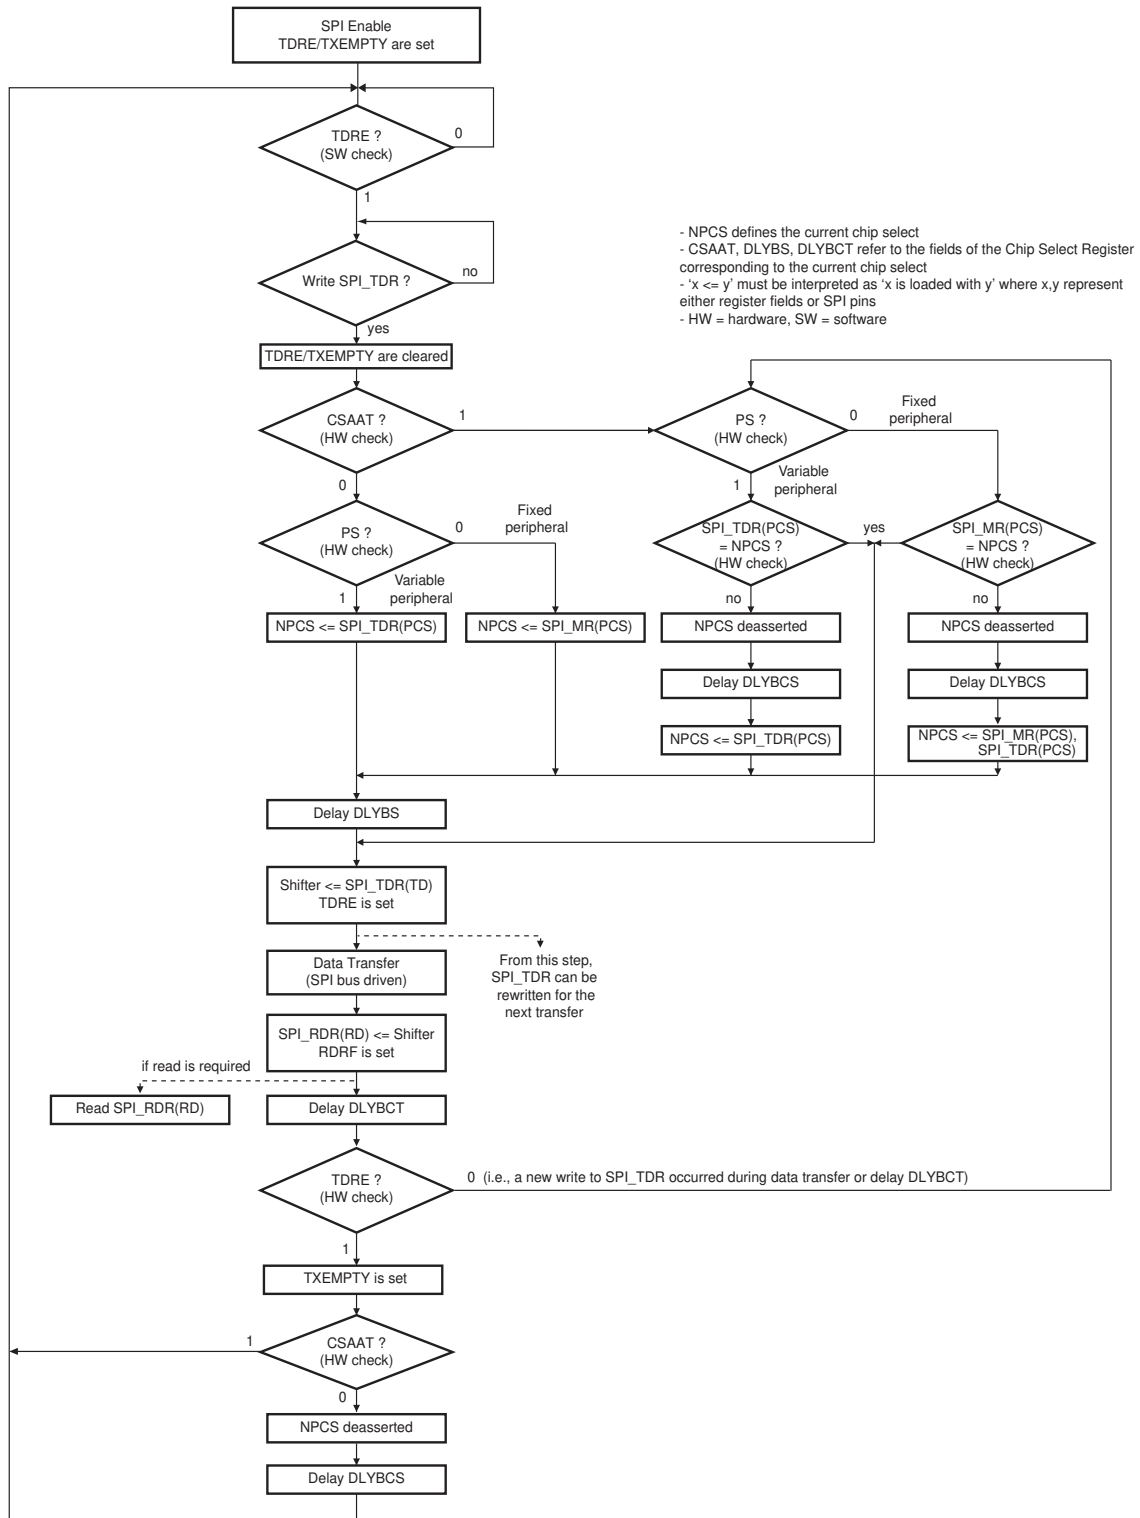 SPI Enable
TDRE/TXEMPTY are set
TDRE ?
(SW check)
0
1
Write SPI_TDR ?
no
yes
- NPCS defines the current chip select
- CSAAT, DLYBS, DLYBCT refer to the fields of the Chip Select Register
corresponding to the current chip select
- ‘x <= y’ must be interpreted as ‘x is loaded with y’ where x,y represent
either register fields or SPI pins
- HW = hardware, SW = software
TDRE/TXEMPTY are cleared
CSAAT ?
(HW check)
1
0
PS ?
(HW check)
0
Fixed
peripheral
1
Variable
peripheral
PS ?
(HW check)
0
Fixed
peripheral
1
Variable
peripheral
SPI_TDR(PCS)
= NPCS ?
(HW check)
yes
no
SPI_MR(PCS)
= NPCS ?
(HW check)
no
NPCS <= SPI_TDR(PCS)
NPCS <= SPI_MR(PCS)
NPCS deasserted
NPCS deasserted
Delay DLYBCS
Delay DLYBCS
NPCS <= SPI_TDR(PCS)
NPCS <= SPI_MR(PCS),
SPI_TDR(PCS)
Delay DLYBS
Shifter <= SPI_TDR(TD)
TDRE is set
Data Transfer
(SPI bus driven)
From this step,
SPI_TDR can be
rewritten for the
next transfer
SPI_RDR(RD) <= Shifter
RDRF is set
if read is required
Read SPI_RDR(RD)
Delay DLYBCT
TDRE ?
(HW check)
0 (i.e., a new write to SPI_TDR occurred during data transfer or delay DLYBCT)
1
TXEMPTY is set
CSAAT ?
(HW check)
1
0
NPCS deasserted
Delay DLYBCS